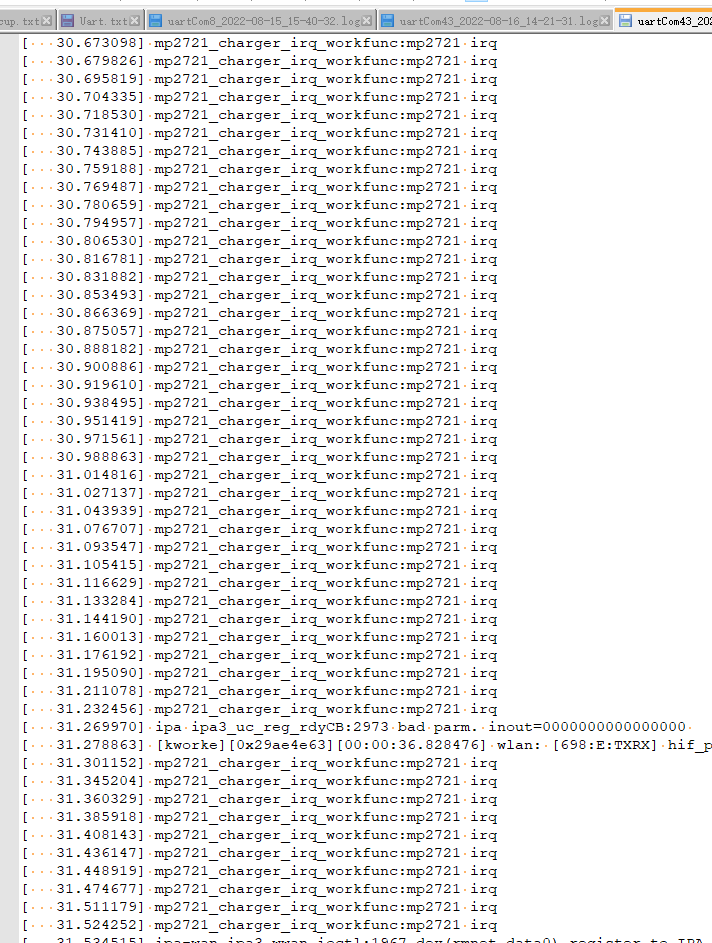 oup.txt Uart.txt uartCom8_2022-08-15_15-40-32.log uartCom43_2022-08-16_14-21-31.log uartCom43_202
[ 30.673098] mp2721_charger_irq_workfunc:mp2721 irq
[ 30.679826] mp2721_charger_irq_workfunc:mp2721 irq
[ 30.695819] mp2721_charger_irq_workfunc:mp2721 irq
[ 30.704335] mp2721_charger_irq_workfunc:mp2721 irq
[ 30.718530] mp2721_charger_irq_workfunc:mp2721 irq
[ 30.731410] mp2721_charger_irq_workfunc:mp2721 irq
[ 30.743885] mp2721_charger_irq_workfunc:mp2721 irq
[ 30.759188] mp2721_charger_irq_workfunc:mp2721 irq
[ 30.769487] mp2721_charger_irq_workfunc:mp2721 irq
[ 30.780659] mp2721_charger_irq_workfunc:mp2721 irq
[ 30.794957] mp2721_charger_irq_workfunc:mp2721 irq
[ 30.806530] mp2721_charger_irq_workfunc:mp2721 irq
[ 30.816781] mp2721_charger_irq_workfunc:mp2721 irq
[ 30.831882] mp2721_charger_irq_workfunc:mp2721 irq
[ 30.853493] mp2721_charger_irq_workfunc:mp2721 irq
[ 30.866369] mp2721_charger_irq_workfunc:mp2721 irq
[ 30.875057] mp2721_charger_irq_workfunc:mp2721 irq
[ 30.888182] mp2721_charger_irq_workfunc:mp2721 irq
[ 30.900886] mp2721_charger_irq_workfunc:mp2721 irq
[ 30.919610] mp2721_charger_irq_workfunc:mp2721 irq
[ 30.938495] mp2721_charger_irq_workfunc:mp2721 irq
[ 30.951419] mp2721_charger_irq_workfunc:mp2721 irq
[ 30.971561] mp2721_charger_irq_workfunc:mp2721 irq
[ 30.988863] mp2721_charger_irq_workfunc:mp2721 irq
[ 31.014816] mp2721_charger_irq_workfunc:mp2721 irq
[ 31.027137] mp2721_charger_irq_workfunc:mp2721 irq
[ 31.043939] mp2721_charger_irq_workfunc:mp2721 irq
[ 31.076707] mp2721_charger_irq_workfunc:mp2721 irq
[ 31.093547] mp2721_charger_irq_workfunc:mp2721 irq
[ 31.105415] mp2721_charger_irq_workfunc:mp2721 irq
[ 31.116629] mp2721_charger_irq_workfunc:mp2721 irq
[ 31.133284] mp2721_charger_irq_workfunc:mp2721 irq
[ 31.144190] mp2721_charger_irq_workfunc:mp2721 irq
[ 31.160013] mp2721_charger_irq_workfunc:mp2721 irq
[ 31.176192] mp2721_charger_irq_workfunc:mp2721 irq
[ 31.195090] mp2721_charger_irq_workfunc:mp2721 irq
[ 31.211078] mp2721_charger_irq_workfunc:mp2721 irq
[ 31.232456] mp2721_charger_irq_workfunc:mp2721 irq
[ 31.269970] ipa ipa3_uc_reg_rdyCB:2973 bad parm. inout=0000000000000000
[ 31.278863] [kworke][0x29ae4e63][00:00:36.828476] wlan: [698:E:TXRX] hif_p
[ 31.301152] mp2721_charger_irq_workfunc:mp2721 irq
[ 31.345204] mp2721_charger_irq_workfunc:mp2721 irq
[ 31.360329] mp2721_charger_irq_workfunc:mp2721 irq
[ 31.385918] mp2721_charger_irq_workfunc:mp2721 irq
[ 31.408143] mp2721_charger_irq_workfunc:mp2721 irq
[ 31.436147] mp2721_charger_irq_workfunc:mp2721 irq
[ 31.448919] mp2721_charger_irq_workfunc:mp2721 irq
[ 31.474677] mp2721_charger_irq_workfunc:mp2721 irq
[ 31.511179] mp2721_charger_irq_workfunc:mp2721 irq
[ 31.524252] mp2721_charger_irq_workfunc:mp2721 irq
[ 31.534515] ipa-wan ipa3_wwan_ioctl:1967 dev(rmnet_data0) register to IPA